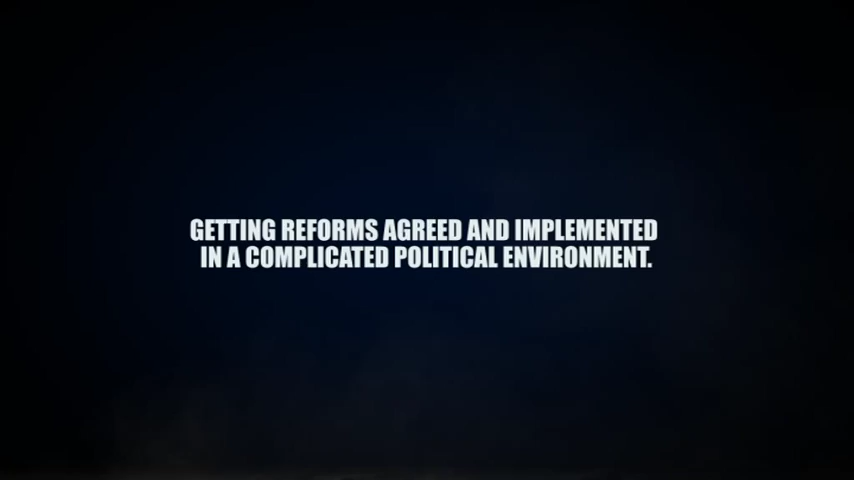 GETTING REFORMS AGREED AND IMPLEMENTED
IN A COMPLICATED POLITICAL ENVIRONMENT.